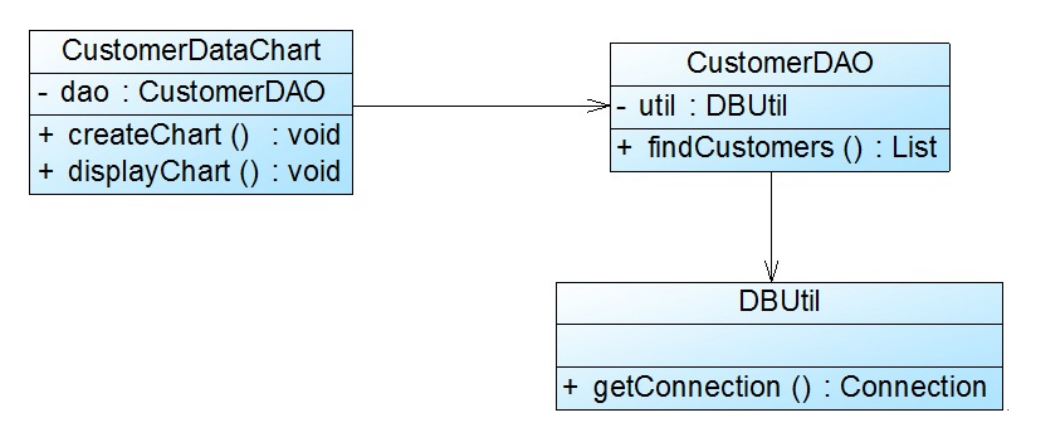 CustomerDataChart
- dao : CustomerDAO
+ createChart () : void
+ displayChart () : void
CustomerDAO
- util : DBUtil
+ findCustomers () : List
DBUtil
+ getConnection () : Connection